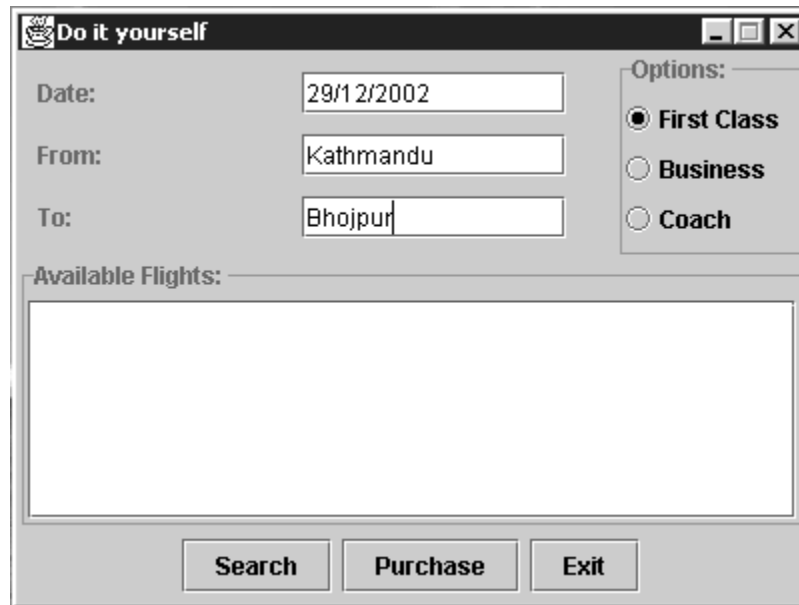 Do it yourself
Date: 29/12/2002
From: Kathmandu
To: Bhojpur
Options:
First Class
Business
Coach
Available Flights:
Search Purchase Exit